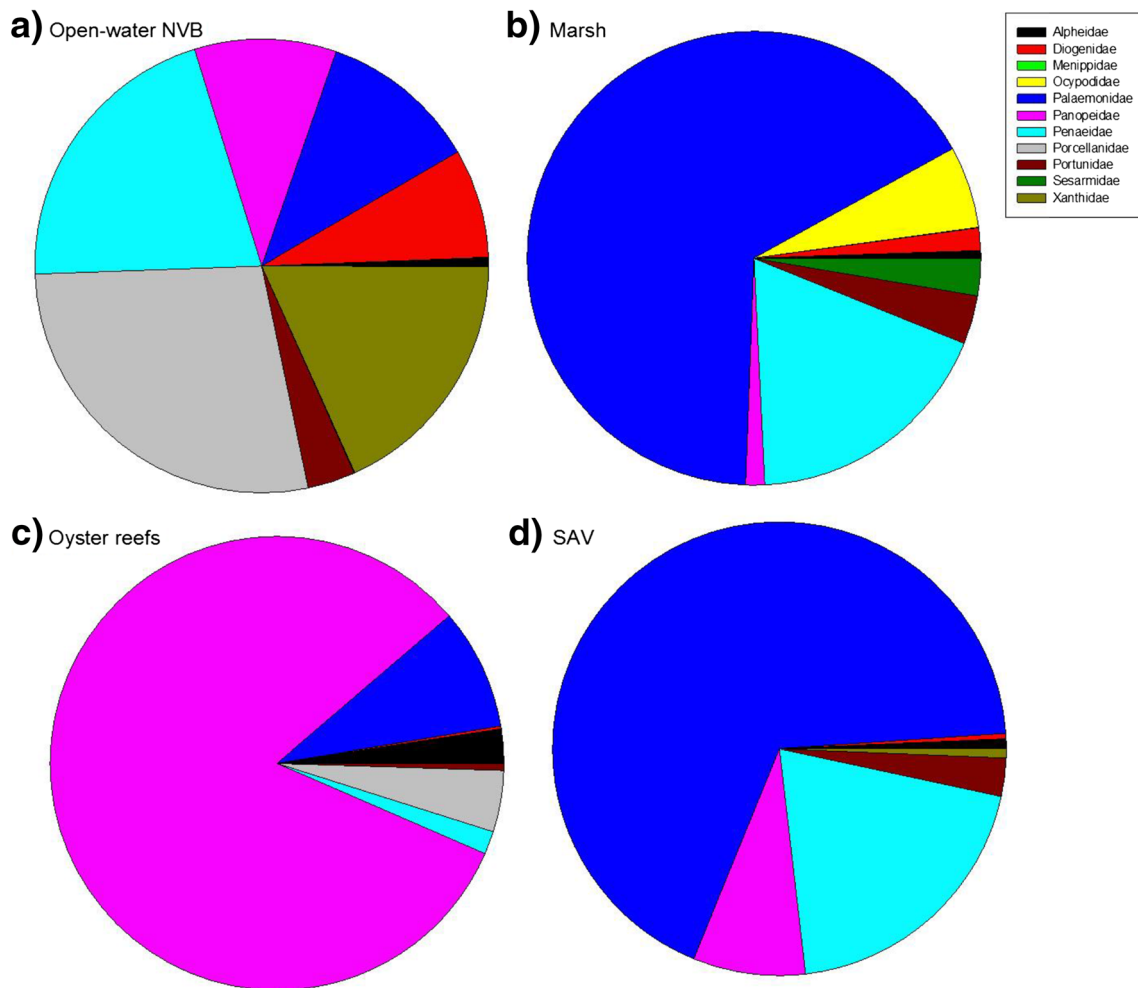 a) Open-water NVB
b) Marsh
Alpheidae
Diogenidae
Menippidae
Ocypodidae
Palaemonidae
Panopeidae
Penaeidae
Porcellanidae
Portunidae
Sesarmidae
Xanthidae
c) Oyster reefs
d) SAV